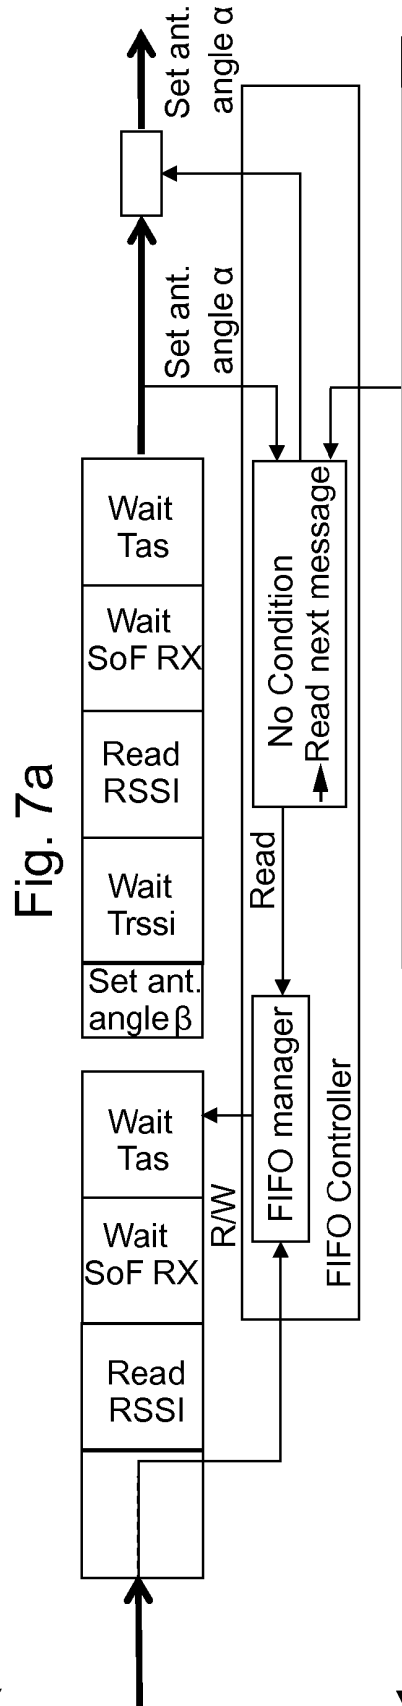 Fig. 7a
Set ant.
angle α
Set ant.
angle α
Wait
Tas
Wait
SoF RX
Read
RSSI
Wait
Trssi
Set ant.
angle β
Wait
Tas
Wait
SoF RX
Read
RSSI
No Condition
Read next message
Read
R/W
FIFO manager
FIFO Controller